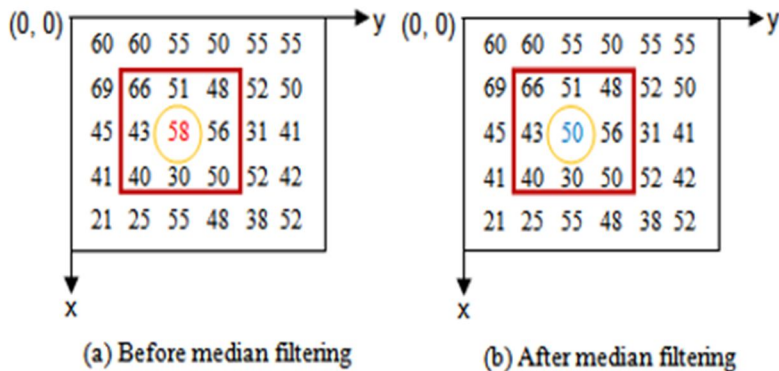 (0, 0) y (0, 0) y
60 60 55 50 55 55 60 60 55 50 55 55
69 66 51 48 52 50 69 66 51 48 52 50
45 43 58 56 31 41 45 43 50 56 31 41
41 40 30 50 52 42 41 40 30 50 52 42
21 25 55 48 38 52 21 25 55 48 38 52
x x
(a) Before median filtering (b) After median filtering